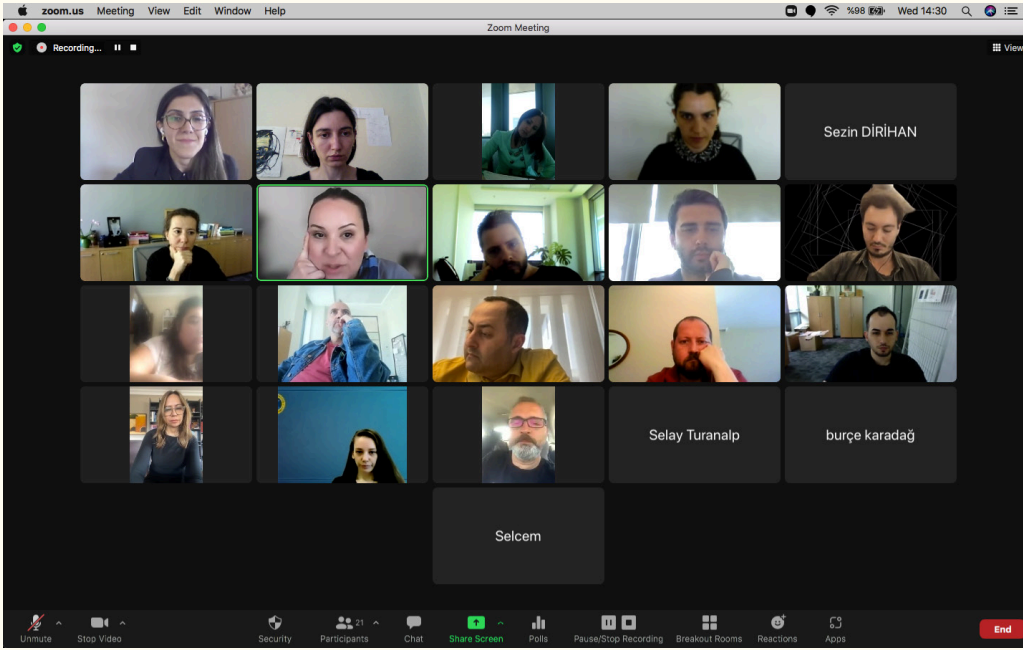 zoom.us Meeting View Edit Window Help %98 Wed 14:30
Zoom Meeting
Recording... View
Sezin DİRİHAN
Selay Turanalp
burçe karadağ
Selcem
21
Unmute Stop Video Security Participants Chat Share Screen Polls Pause/Stop Recording Breakout Rooms Reactions Apps
End